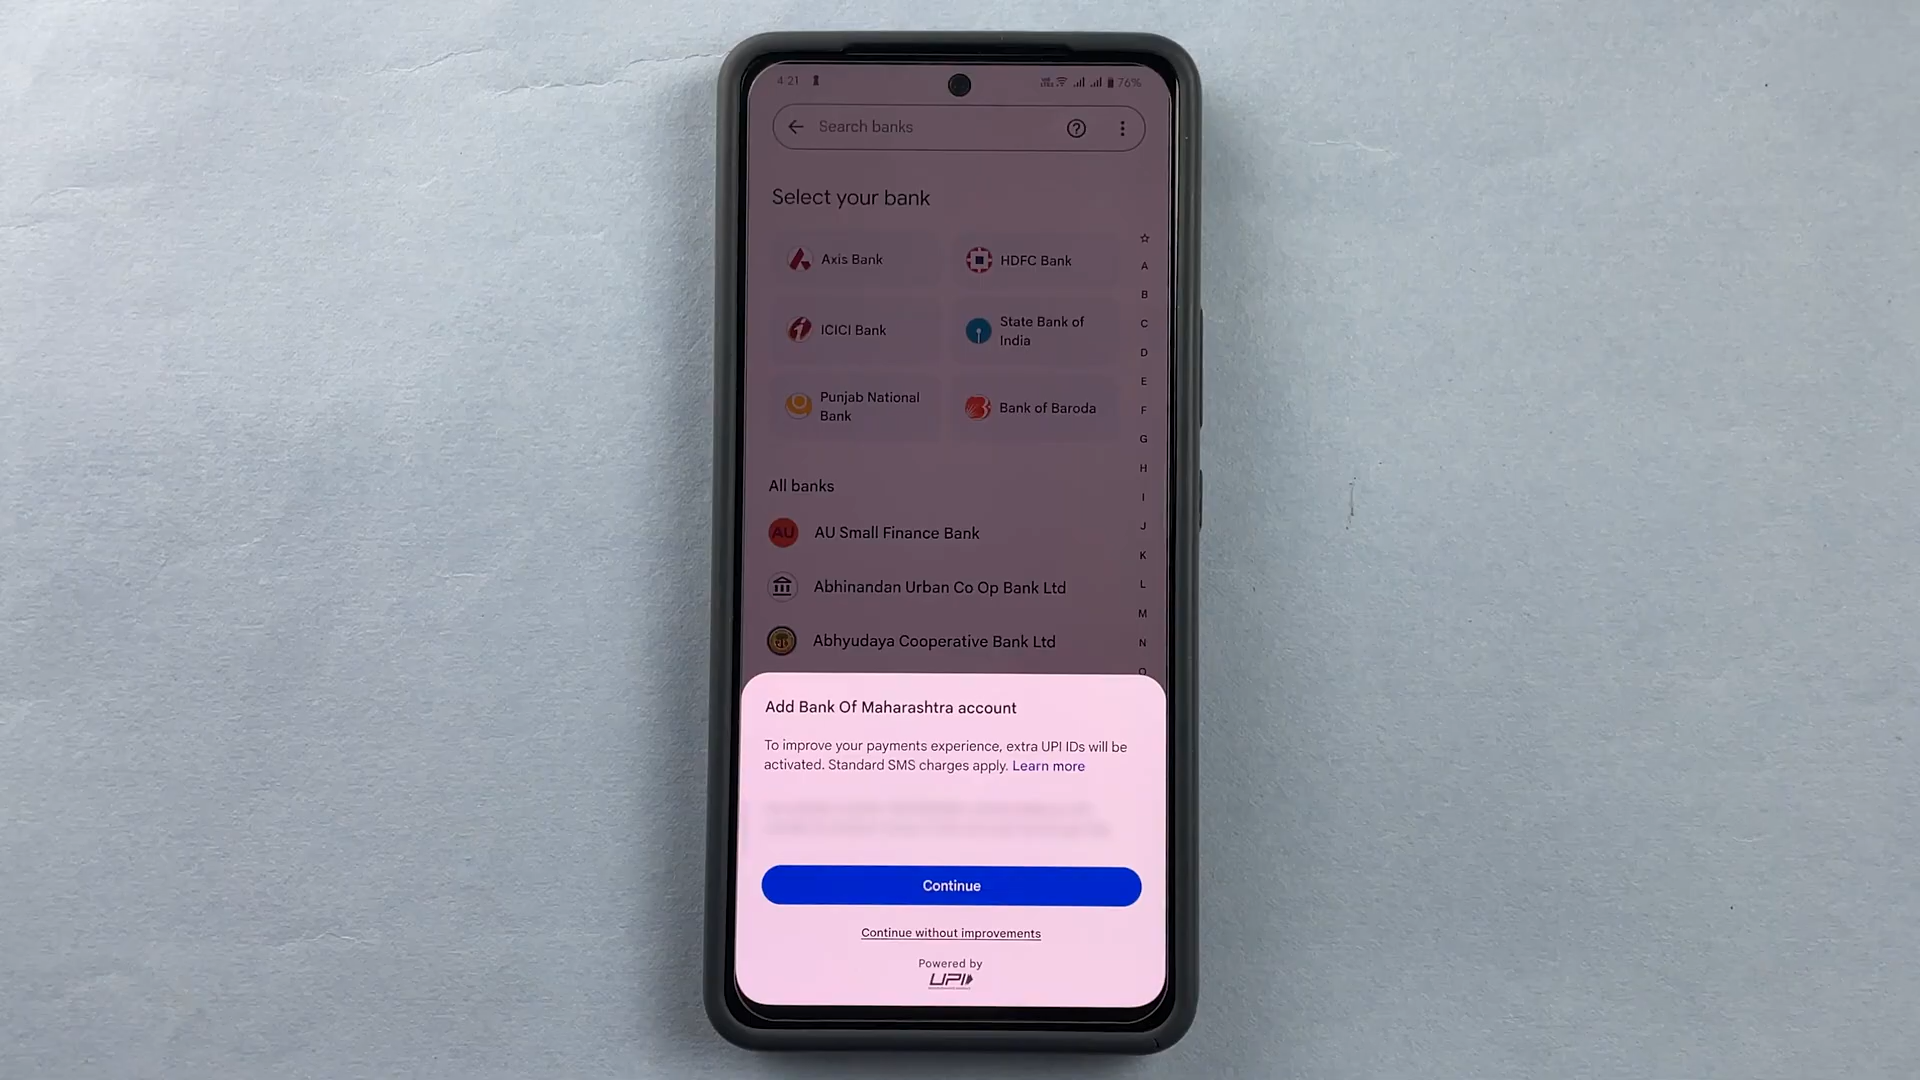 4 21
76%
Search banks
Select your bank
Axis Bank
HDFC Bank
ICICI Bank
State Bank of
India
Punjab National
Bank
Bank of Baroda
A
B
C
D
E
F
G
H
I
J
K
L
M
N
O
All banks
AU
AU Small Finance Bank
Abhinandan Urban Co Op Bank Ltd
Abhyudaya Cooperative Bank Ltd
Add Bank Of Maharashtra account
To improve your payments experience, extra UPI IDs will be
activated. Standard SMS charges apply. Learn more
Continue
Continue without improvements
Powered by
UPI